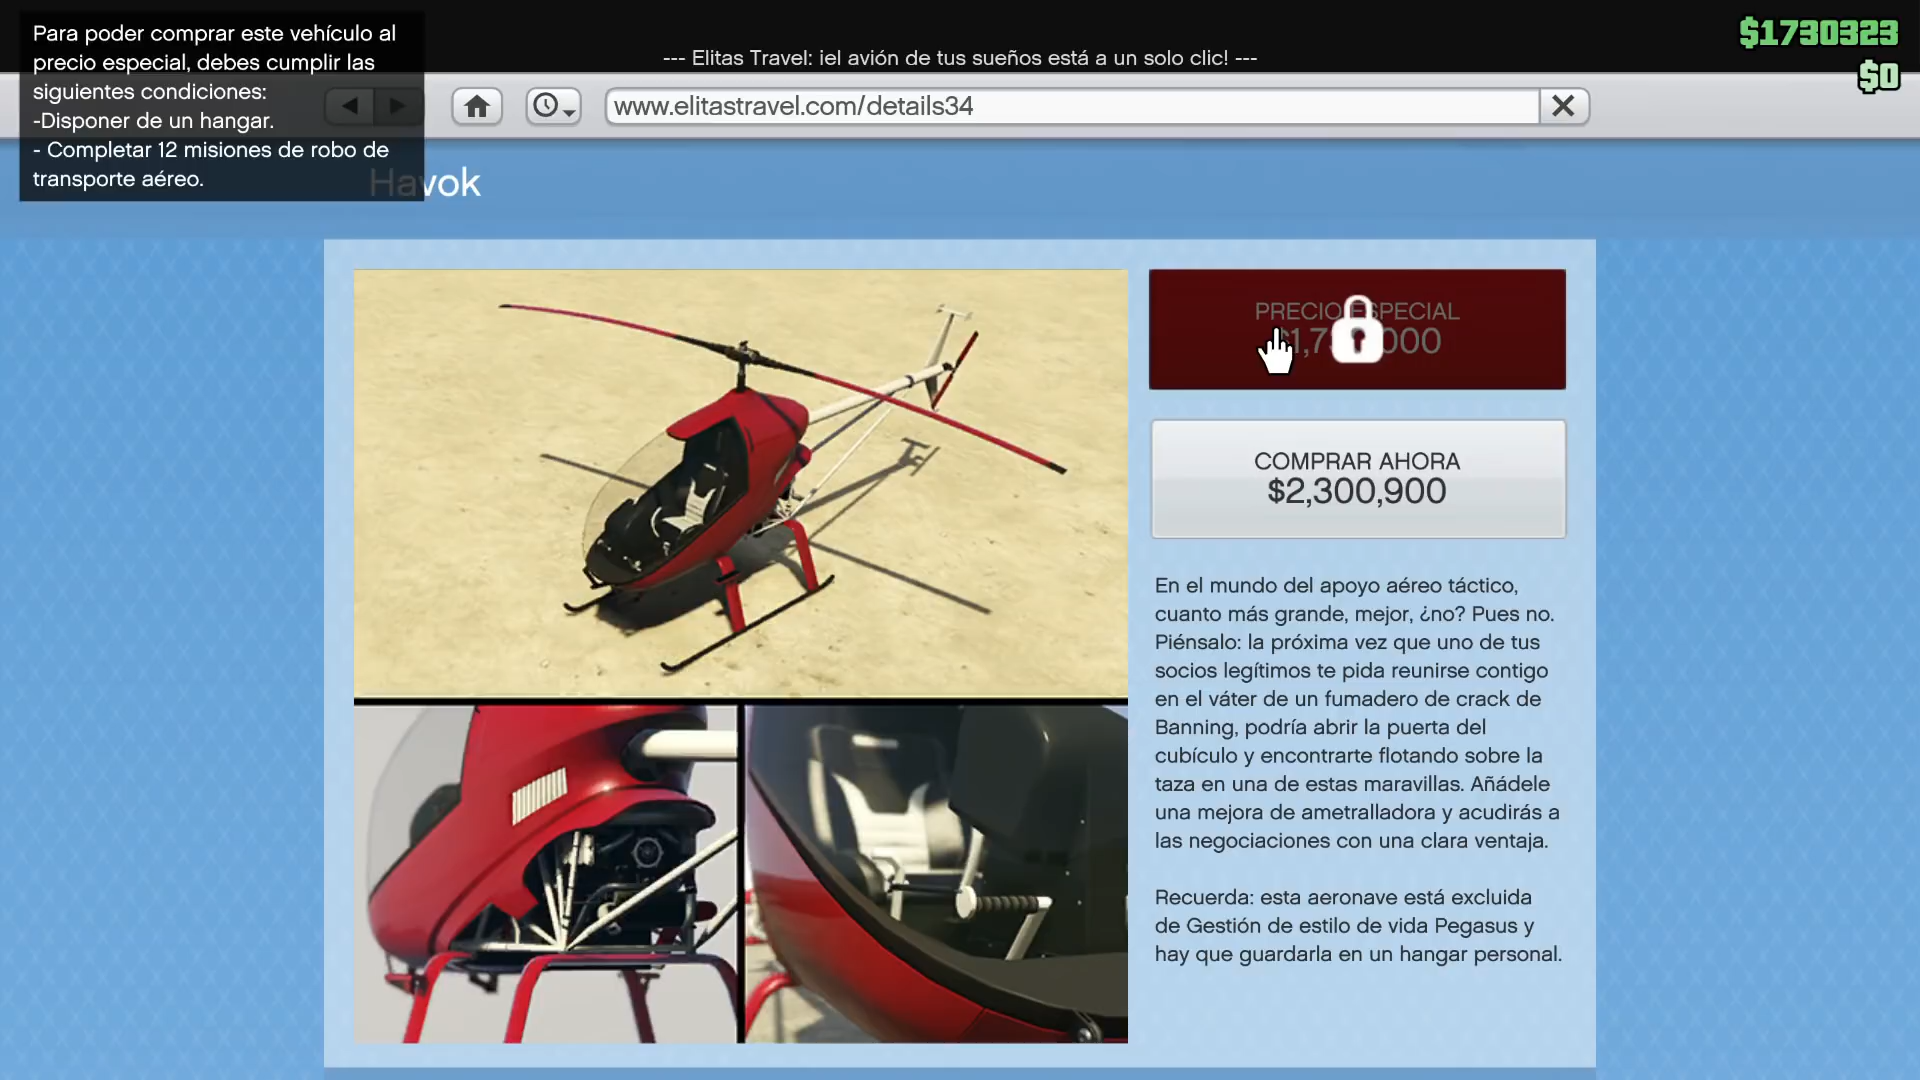 Para poder comprar este vehículo al
precio especial, debes cumplir las
siguientes condiciones:
-Disponer de un hangar.
- Completar 12 misiones de robo de
transporte aéreo.
--- Elitas Travel: ¡el avión de tus sueños está a un solo clic! ---
$1730323
$0
www.elitastravel.com/details34
Havok
PRECIO ESPECIAL
COMPRAR AHORA
$2,300,900
En el mundo del apoyo aéreo táctico,
cuanto más grande, mejor, ¿no? Pues no.
Piénsalo: la próxima vez que uno de tus
socios legítimos te pida reunirse contigo
en el váter de un fumadero de crack de
Banning, podría abrir la puerta del
cubículo y encontrarte flotando sobre la
taza en una de estas maravillas. Añádele
una mejora de ametralladora y acudirás a
las negociaciones con una clara ventaja.
Recuerda: esta aeronave está excluida
de Gestión de estilo de vida Pegasus y
hay que guardarla en un hangar personal.